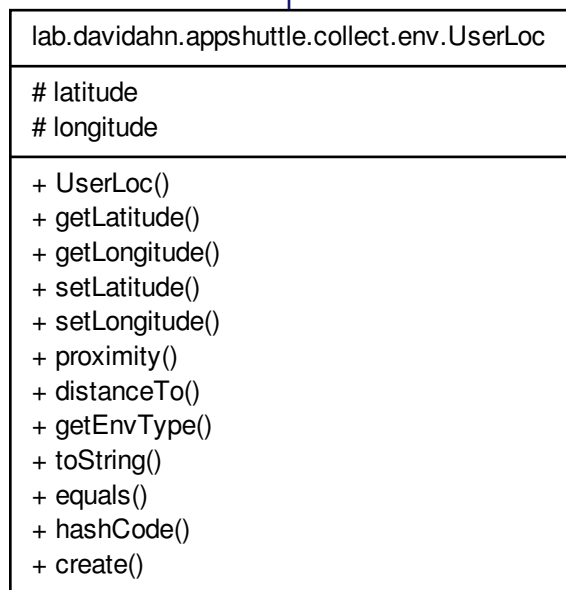 lab.davidahn.appshuttle.collect.env.UserLoc
# latitude
# longitude
+ UserLoc()
+ getLatitude()
+ getLongitude()
+ setLatitude()
+ setLongitude()
+ proximity()
+ distanceTo()
+ getEnvType()
+ toString()
+ equals()
+ hashCode()
+ create()